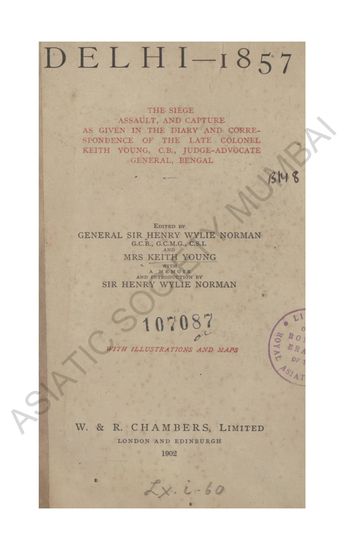 DELHI—1857
THE SIEGE
ASSAULT, AND CAPTURE
AS GIVEN IN THE DIARY AND CORRE-
SPONDENCE OF THE LATE COLONEL
KEITH YOUNG, C.B., JUDGE-ADVOCATE
GENERAL, BENGAL
EDITED BY
GENERAL SIR HENRY WYLIE NORMAN
G.C.B., G.C.M.G., C.S.I.
AND
MRS KEITH YOUNG
WITH
A MEMOIR
AND INTRODUCTION BY
SIR HENRY WYLIE NORMAN
107087
WITH ILLUSTRATIONS AND MAPS
W. & R. CHAMBERS, LIMITED
LONDON AND EDINBURGH
1902
Lx.i-60
ASIATIC SOCIETY MUMBAI